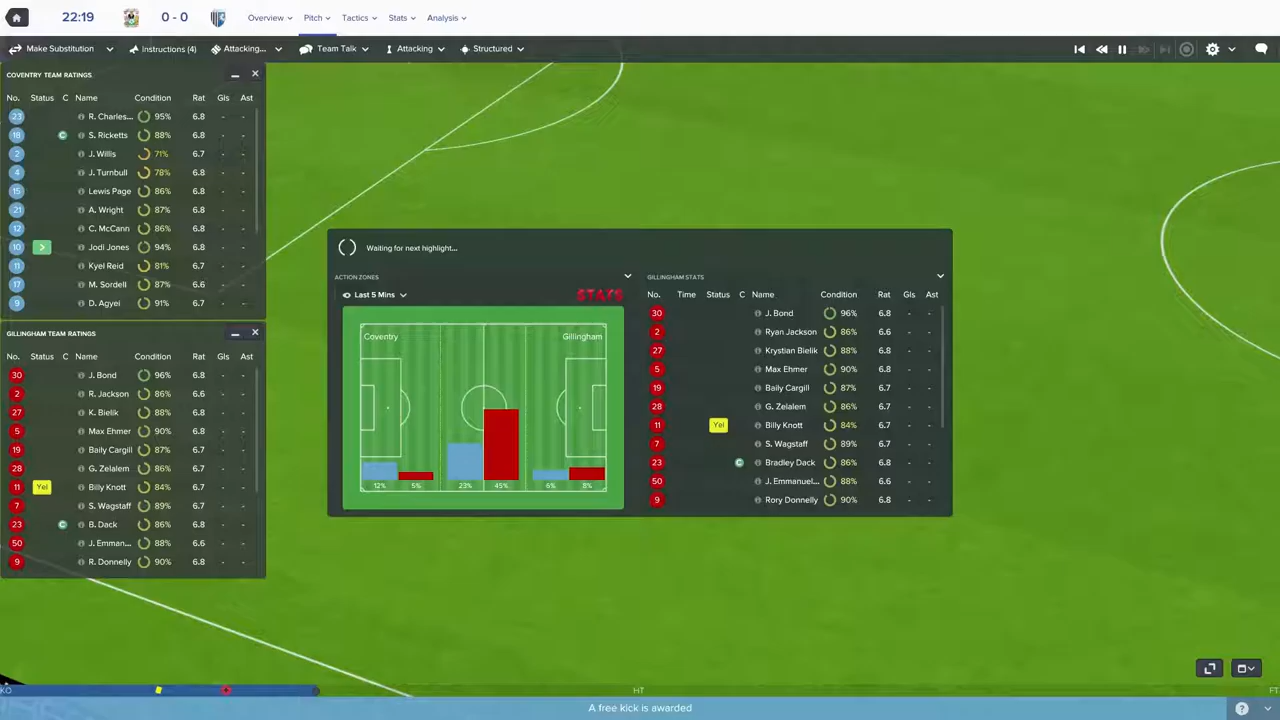 22:19 0 - 0 Overview Pitch Tactics Stats Analysis
Make Substitution Instructions (4) Attacking... Team Talk Attacking Structured
COVENTRY TEAM RATINGS
No. Status C Name Condition Rat Gls Ast
23 R. Charles... 95% 6.8 - -
18 C S. Ricketts 88% 6.8 - -
2 J. Willis 71% 6.7 - -
4 J. Turnbull 78% 6.8 - -
15 Lewis Page 86% 6.8 - -
21 A. Wright 87% 6.8 - -
12 C. McCann 86% 6.8 - -
10 > Jodi Jones 94% 6.8 - -
11 Kyel Reid 81% 6.7 - -
17 M. Sordell 87% 6.6 - -
9 D. Agyei 91% 6.7 - -
GILLINGHAM TEAM RATINGS
No. Status C Name Condition Rat Gls Ast
30 J. Bond 96% 6.8 - -
2 R. Jackson 86% 6.6 - -
27 K. Bielik 88% 6.8 - -
5 Max Ehmer 90% 6.8 - -
19 Baily Cargill 87% 6.7 - -
28 G. Zelalem 86% 6.7 - -
11 Yel Billy Knott 84% 6.7 - -
7 S. Wagstaff 89% 6.7 - -
23 C B. Dack 86% 6.8 - -
50 J. Emman... 88% 6.6 - -
9 R. Donnelly 90% 6.8 - -
Waiting for next highlight...
ACTION ZONES
Last 5 Mins STATS
Coventry Gillingham
12% 5% 23% 45% 6% 8%
GILLINGHAM STATS
No. Time Status C Name Condition Rat Gls Ast
30 J. Bond 96% 6.8 - -
2 Ryan Jackson 86% 6.6 - -
27 Krystian Bielik 88% 6.8 - -
5 Max Ehmer 90% 6.8 - -
19 Baily Cargill 87% 6.7 - -
28 G. Zelalem 86% 6.7 - -
11 Yel Billy Knott 84% 6.7 - -
7 S. Wagstaff 89% 6.7 - -
23 C Bradley Dack 86% 6.8 - -
50 J. Emmanuel... 88% 6.6 - -
9 Rory Donnelly 90% 6.8 - -
KO HT FT
A free kick is awarded ?